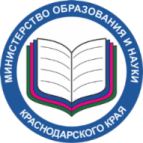 МИНИСТЕРСТВО ОБРАЗОВАНИЯ И НАУКИ
КРАСНОДАРСКОГО КРАЯ